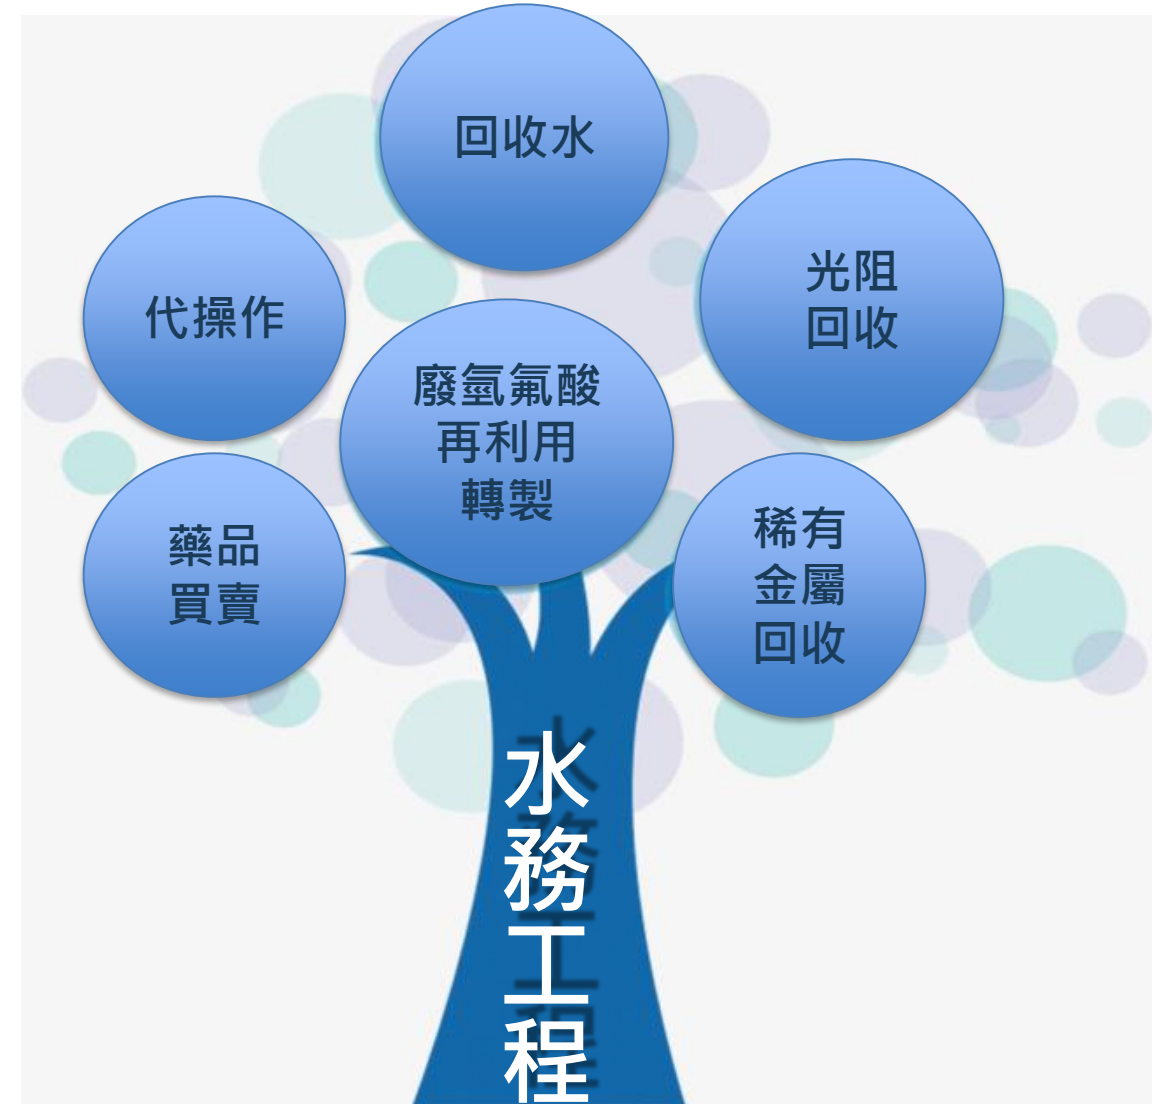 回收水
光阻
回收
代操作
廢氫氟酸
再利用
轉製
稀有
金屬
回收
藥品
買賣
水務工程